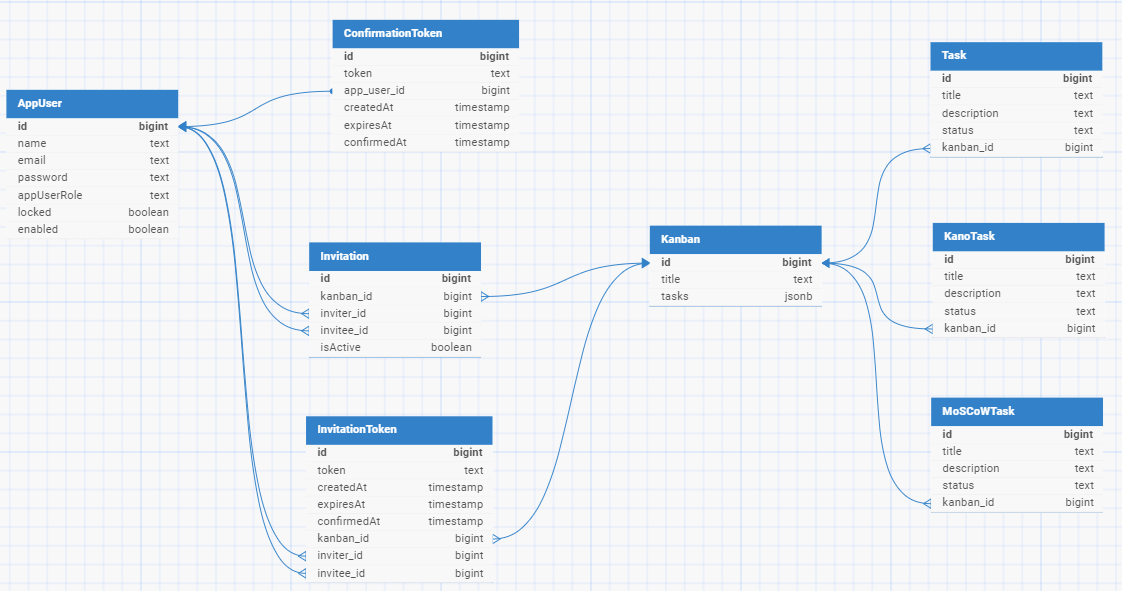 ConfirmationToken
id bigint
token text
app_user_id bigint
createdAt timestamp
expiresAt timestamp
confirmedAt timestamp
AppUser
id bigint
name text
email text
password text
appUserRole text
locked boolean
enabled boolean
Invitation
id bigint
kanban_id bigint
inviter_id bigint
invitee_id bigint
isActive boolean
InvitationToken
id bigint
token text
createdAt timestamp
expiresAt timestamp
confirmedAt timestamp
kanban_id bigint
inviter_id bigint
invitee_id bigint
Kanban
id bigint
title text
tasks jsonb
Task
id bigint
title text
description text
status text
kanban_id bigint
KanoTask
id bigint
title text
description text
status text
kanban_id bigint
MoSCoWTask
id bigint
title text
description text
status text
kanban_id bigint